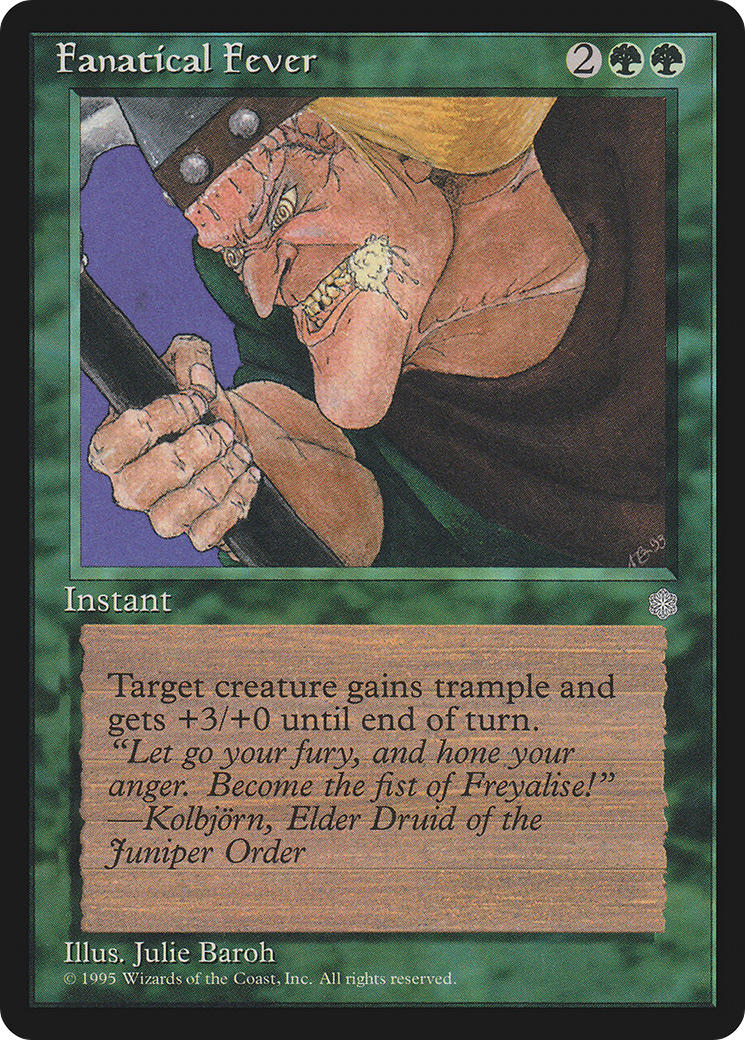 Fanatical Fever
2
Instant
Target creature gains trample and
gets +3/+0 until end of turn.
“Let go your fury, and hone your
anger. Become the fist of Freyalise!”
—Kolbjörn, Elder Druid of the
Juniper Order
Illus. Julie Baroh
© 1995 Wizards of the Coast, Inc. All rights reserved.